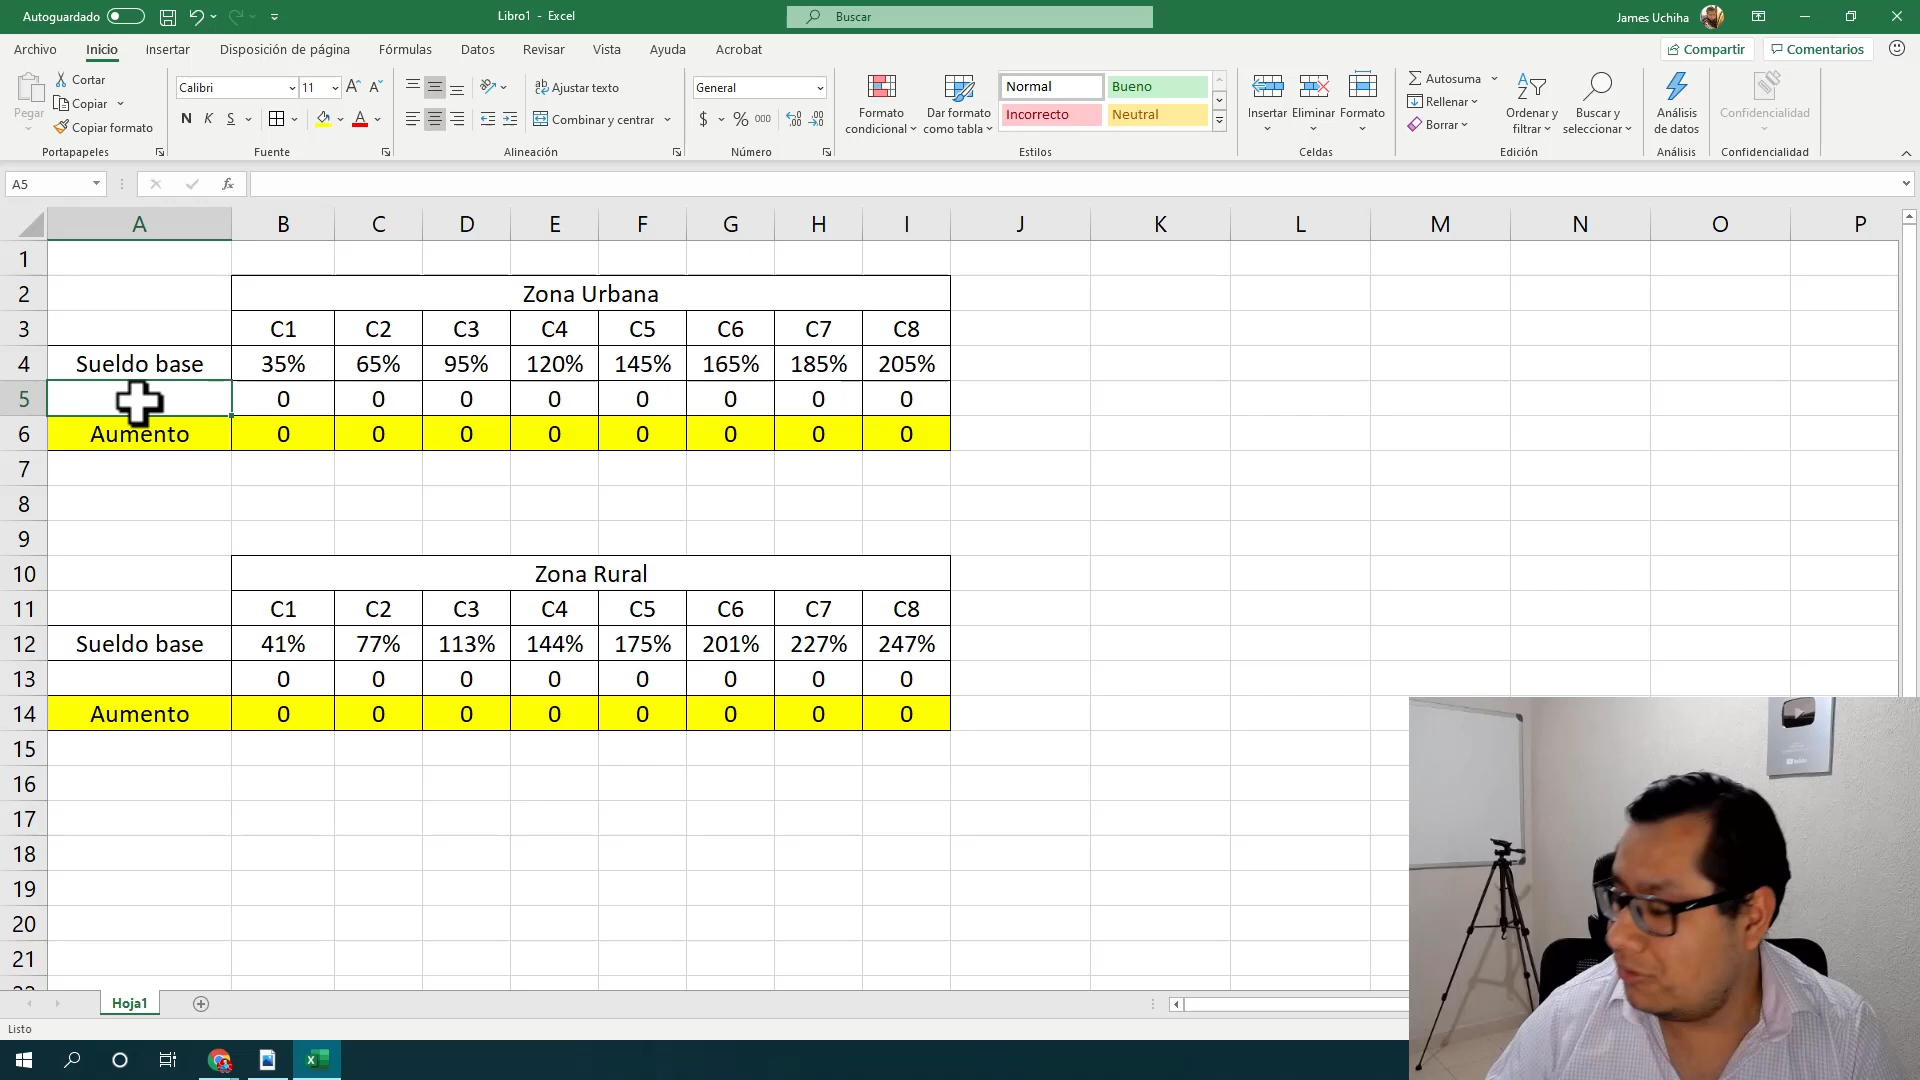 Autoguardado
Libro1 - Excel
Buscar
James Uchiha
Archivo Inicio Insertar Disposición de página Fórmulas Datos Revisar Vista Ayuda Acrobat Compartir Comentarios
Pegar
Cortar
Copiar
Copiar formato
Portapapeles
Calibri 11
N K S
Fuente
Ajustar texto
Combinar y centrar
Alineación
General
$ % 000
Número
Formato condicional
Dar formato como tabla
Normal Bueno
Incorrecto Neutral
Estilos
Insertar Eliminar Formato
Celdas
Autosuma
Rellenar
Borrar
Ordenar y filtrar
Buscar y seleccionar
Edición
Análisis de datos
Análisis
Confidencialidad
Confidencialidad
A5 fx
A B C D E F G H I J K L M N O P
1
2 Zona Urbana
3 C1 C2 C3 C4 C5 C6 C7 C8
4 Sueldo base 35% 65% 95% 120% 145% 165% 185% 205%
5 0 0 0 0 0 0 0 0
6 Aumento 0 0 0 0 0 0 0 0
7
8
9
10 Zona Rural
11 C1 C2 C3 C4 C5 C6 C7 C8
12 Sueldo base 41% 77% 113% 144% 175% 201% 227% 247%
13 0 0 0 0 0 0 0 0
14 Aumento 0 0 0 0 0 0 0 0
15
16
17
18
19
20
21
Hoja1
Listo